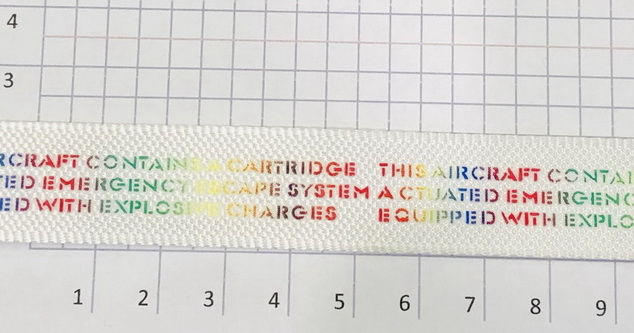 4
3
RCRAFT CONTAINS A CARTRIDGE THIS AIRCRAFT CONTAI
TED EMERGENCY ESCAPE SYSTEM ACTUATED EMERGENC
ED WITH EXPLOSIVE CHARGES EQUIPPED WITH EXPLO
1 2 3 4 5 6 7 8 9